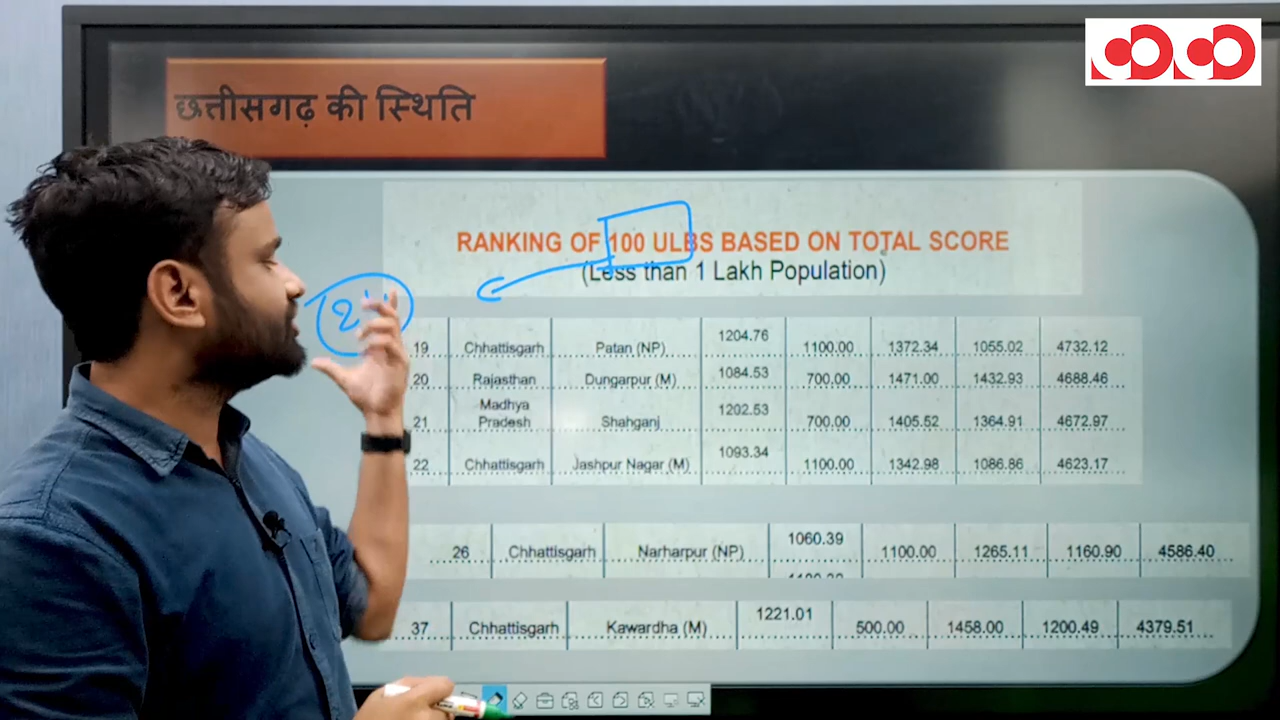 छत्तीसगढ़ की स्थिति
RANKING OF 100 ULBS BASED ON TOTAL SCORE
(Less than 1 Lakh Population)
19 Chhattisgarh Patan (NP) 1204.76 1100.00 1372.34 1055.02 4732.12
20 Rajasthan Dungarpur (M) 1084.53 700.00 1471.00 1432.93 4688.46
21 Madhya Pradesh Shahganj 1202.53 700.00 1405.52 1364.91 4672.97
22 Chhattisgarh Jashpur Nagar (M) 1093.34 1100.00 1342.98 1086.86 4623.17
26 Chhattisgarh Narharpur (NP) 1060.39 1100.00 1265.11 1160.90 4586.40
37 Chhattisgarh Kawardha (M) 1221.01 500.00 1458.00 1200.49 4379.51